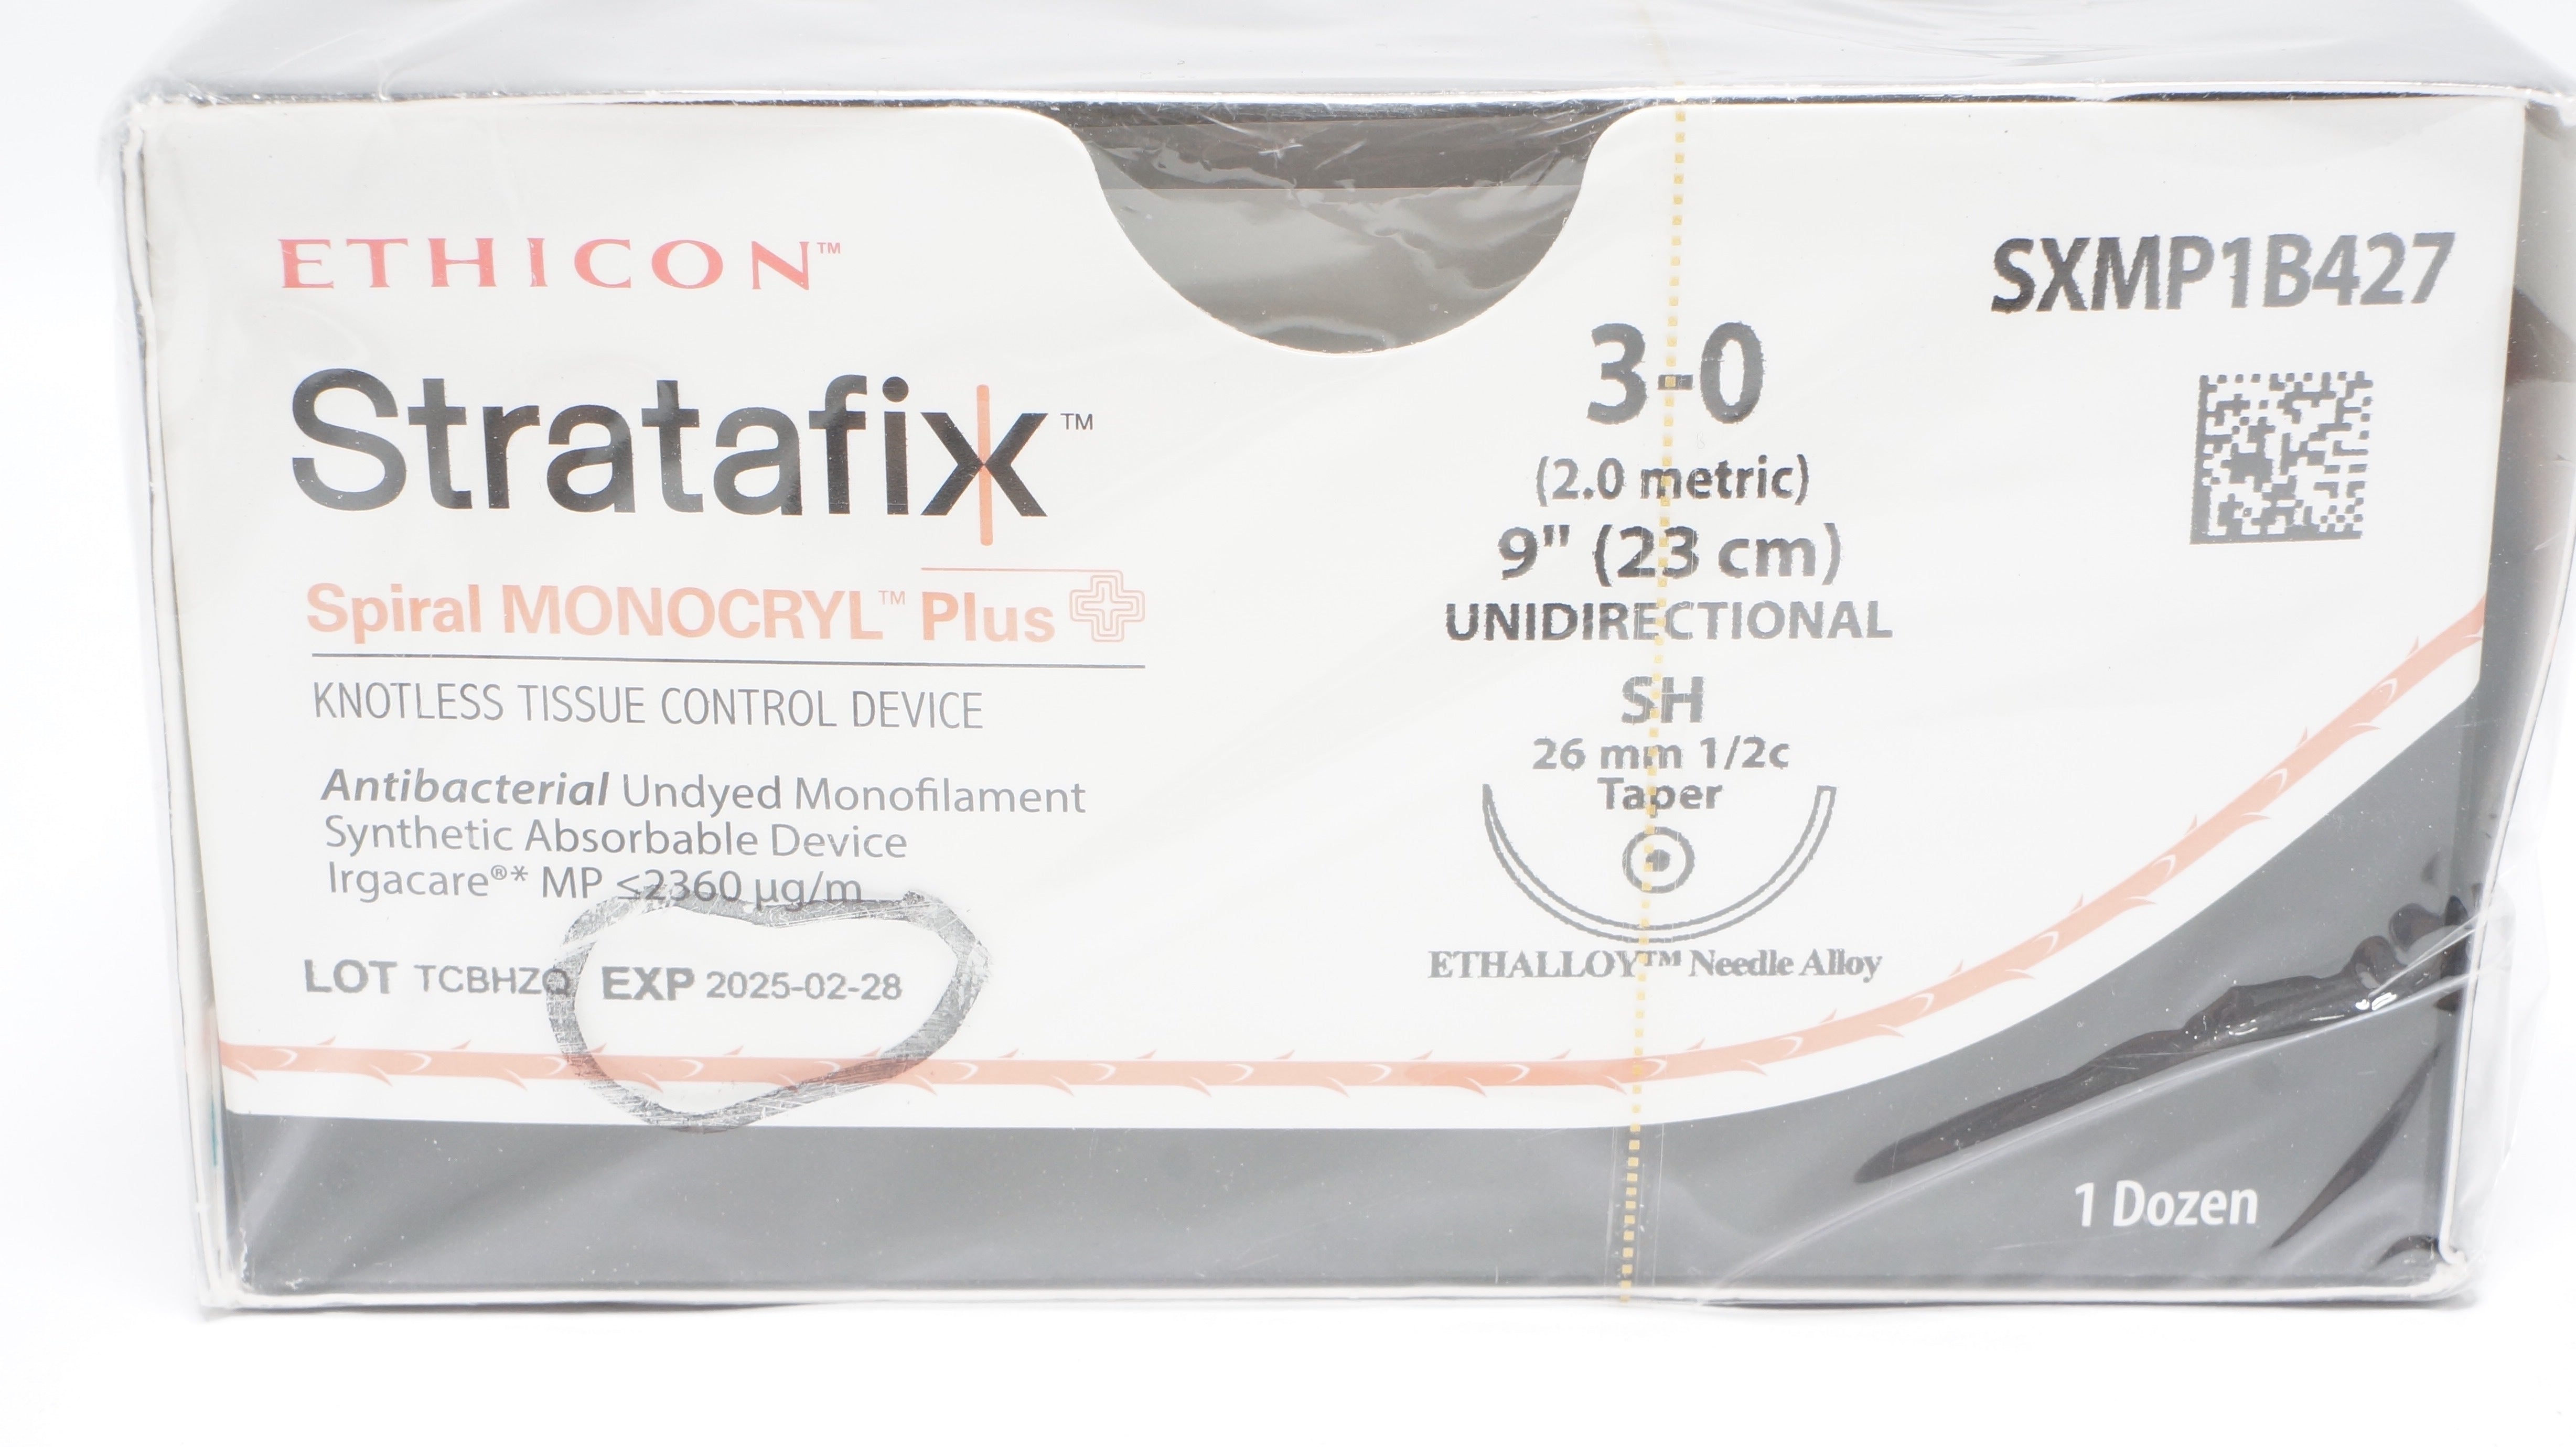 ETHICON™
Stratafix™
Spiral MONOCRYL™ Plus
KNOTLESS TISSUE CONTROL DEVICE
Antibacterial Undyed Monofilament
Synthetic Absorbable Device
Irgacare®* MP ≤2360 µg/m
LOT TCBHZQ EXP 2025-02-28
SXMP1B427
3-0
(2.0 metric)
9" (23 cm)
UNIDIRECTIONAL
SH
26 mm 1/2c
Taper
ETHALLOY™ Needle Alloy
1 Dozen